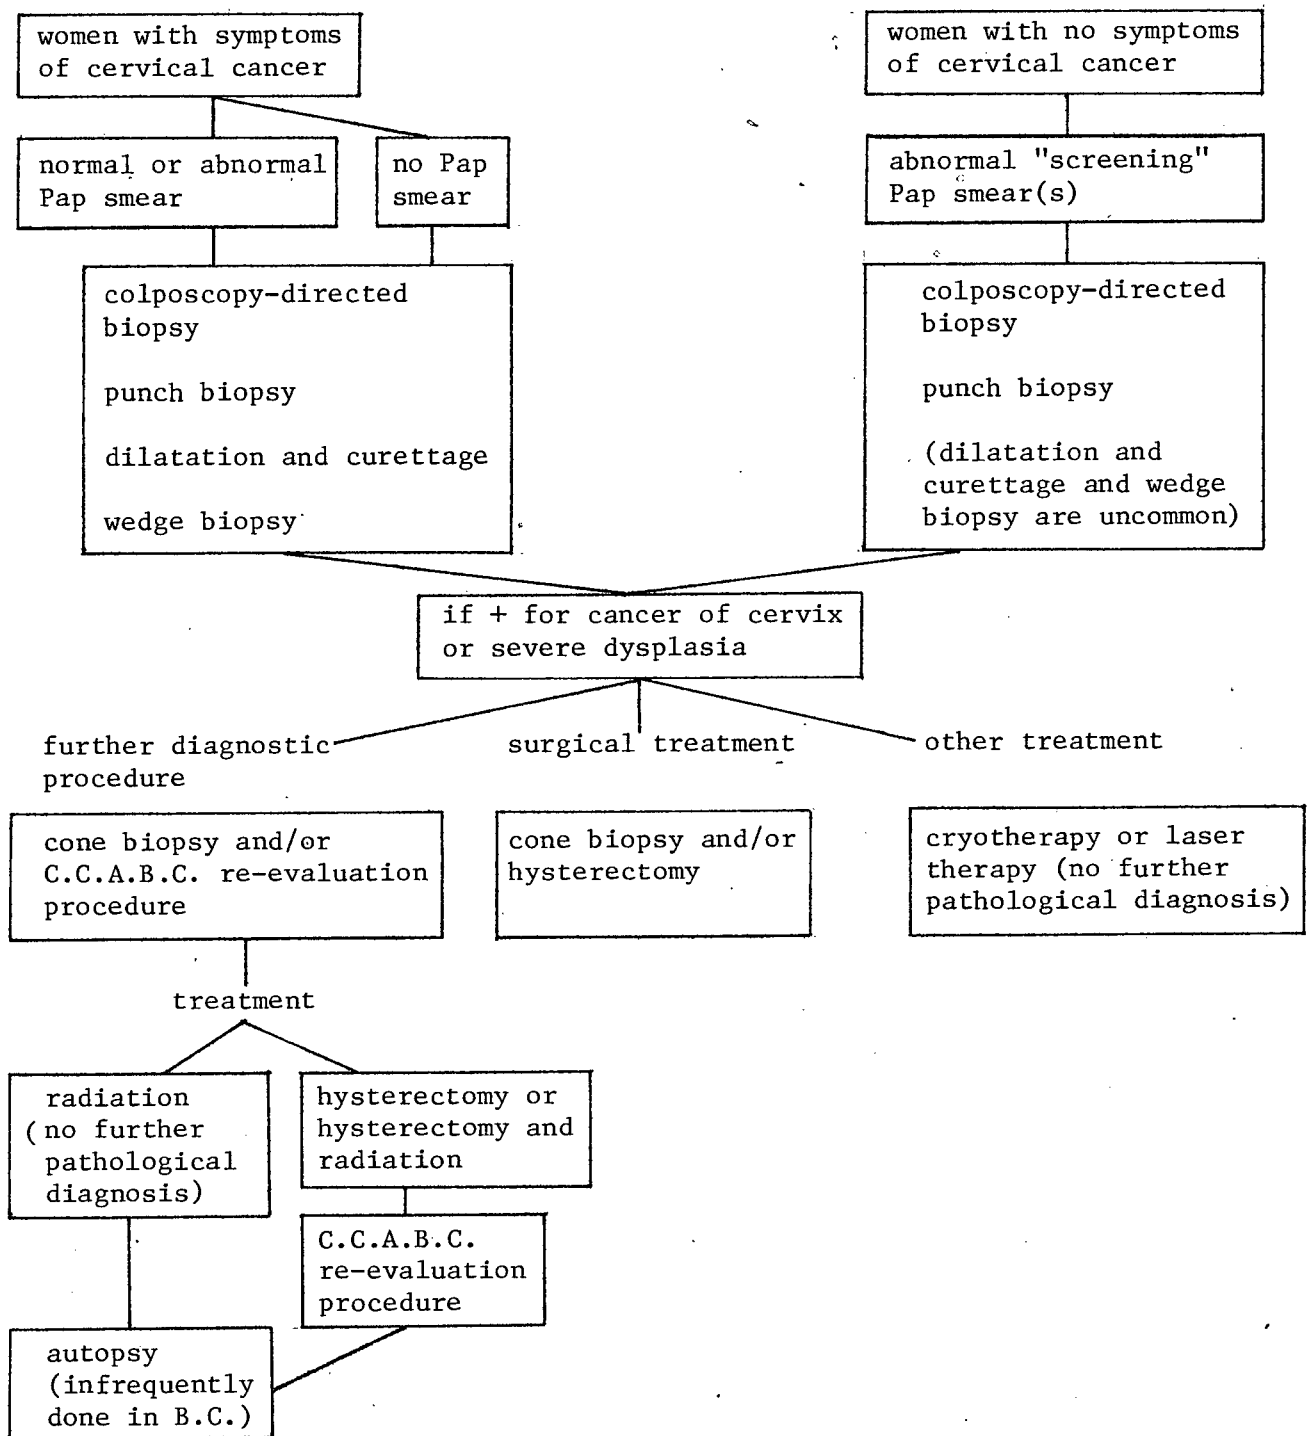 women with symptoms
of cervical cancer
women with no symptoms
of cervical cancer
normal or abnormal
Pap smear
no Pap
smear
abnormal "screening"
Pap smear(s)
colposcopy-directed
biopsy
punch biopsy
dilatation and curettage
wedge biopsy
colposcopy-directed
biopsy
punch biopsy
(dilatation and
curettage and wedge
biopsy are uncommon)
if + for cancer of cervix
or severe dysplasia
further diagnostic
procedure
surgical treatment
other treatment
cone biopsy and/or
C.C.A.B.C. re-evaluation
procedure
cone biopsy and/or
hysterectomy
cryotherapy or laser
therapy (no further
pathological diagnosis)
treatment
radiation
(no further
pathological
diagnosis)
hysterectomy or
hysterectomy and
radiation
C.C.A.B.C.
re-evaluation
procedure
autopsy
(infrequently
done in B.C.)